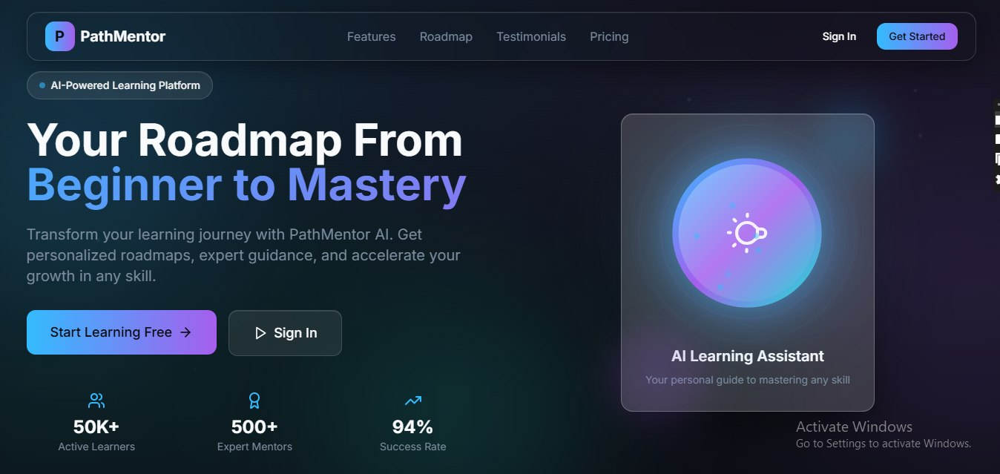 P PathMentor
Features Roadmap Testimonials Pricing
Sign In Get Started
AI-Powered Learning Platform
Your Roadmap From
Beginner to Mastery
Transform your learning journey with PathMentor AI. Get
personalized roadmaps, expert guidance, and accelerate your
growth in any skill.
Start Learning Free
Sign In
50K+
Active Learners
500+
Expert Mentors
94%
Success Rate
AI Learning Assistant
Your personal guide to mastering any skill
Activate Windows
Go to Settings to activate Windows.